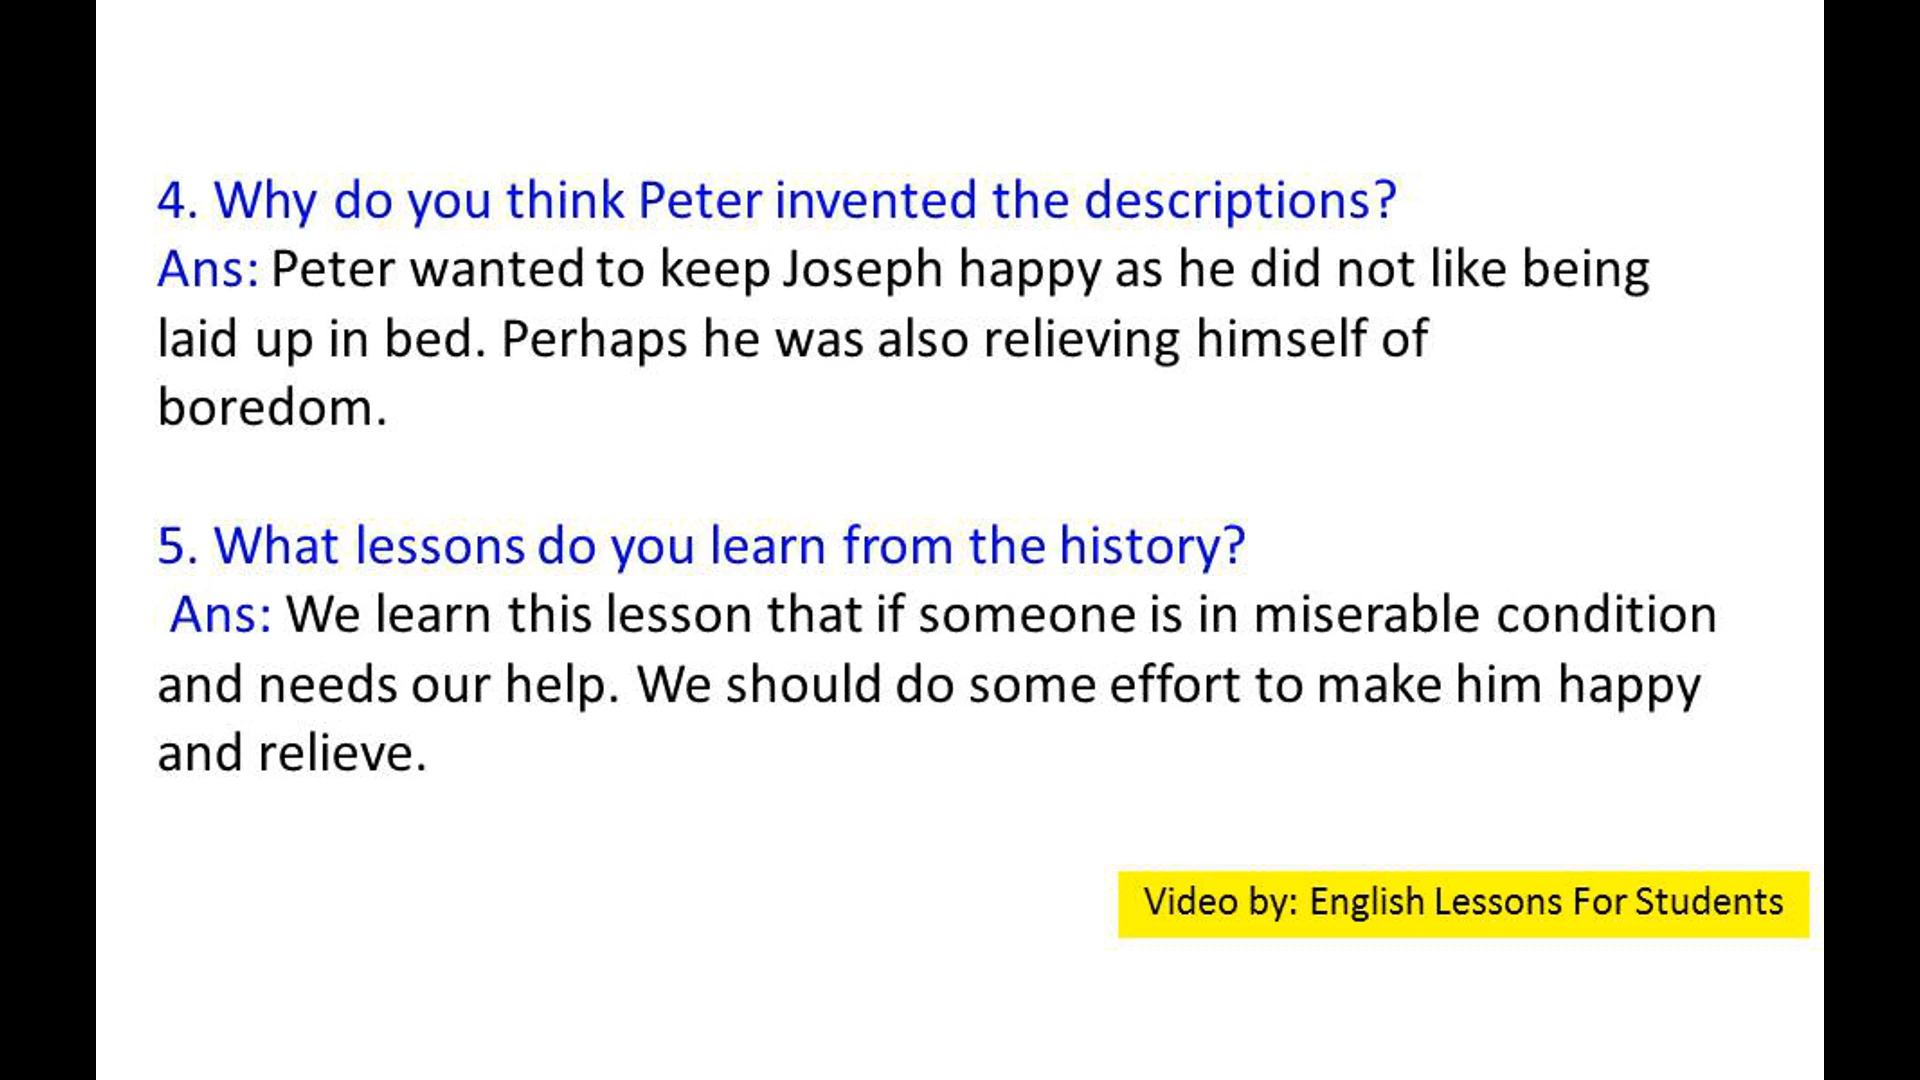 4. Why do you think Peter invented the descriptions?
Ans: Peter wanted to keep Joseph happy as he did not like being
laid up in bed. Perhaps he was also relieving himself of
boredom.
5. What lessons do you learn from the history?
Ans: We learn this lesson that if someone is in miserable condition
and needs our help. We should do some effort to make him happy
and relieve.
Video by: English Lessons For Students